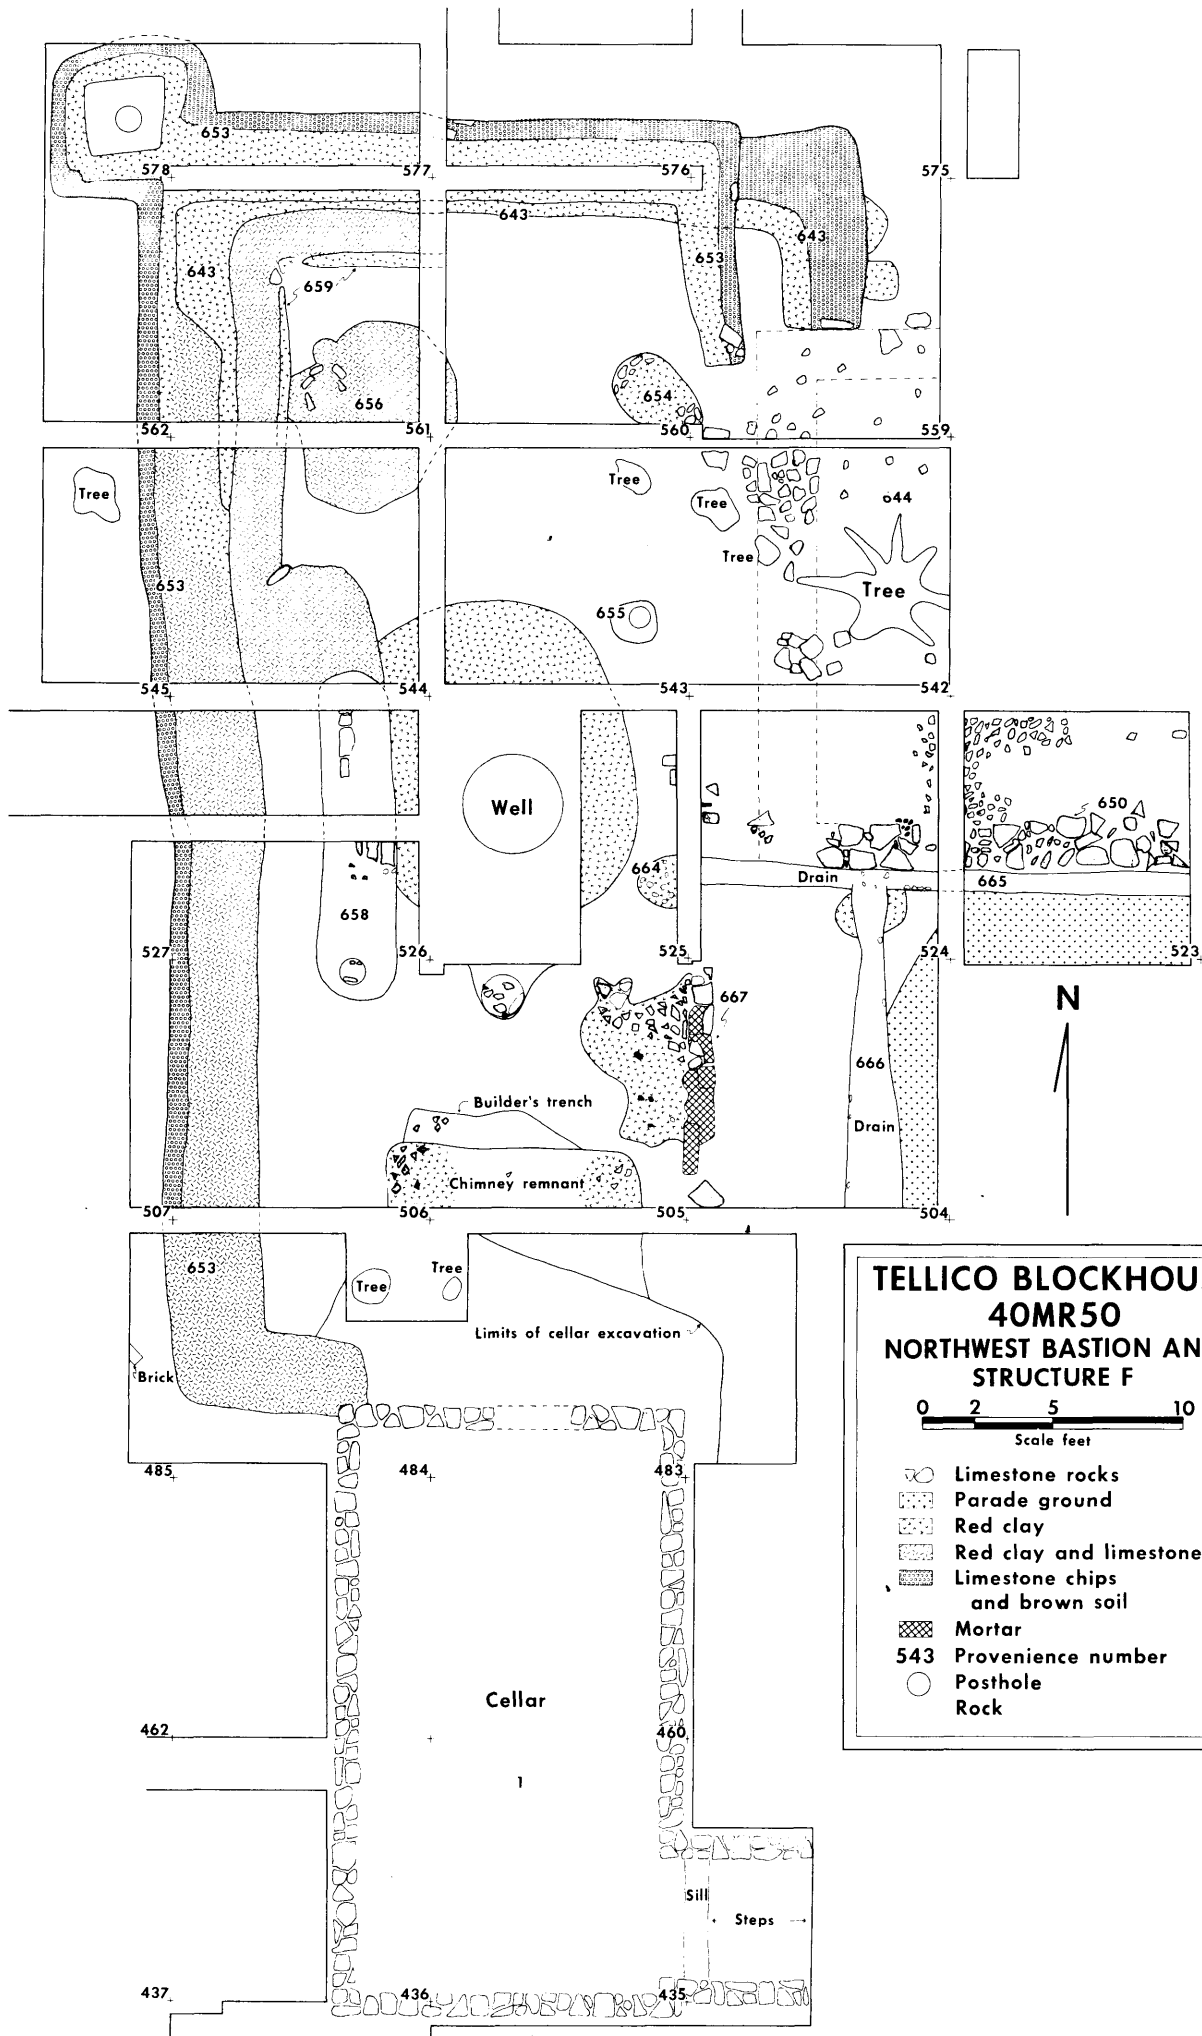 653
578
577
576
575
643
643
643
653
659
656
654
562
561
560
559
Tree
Tree
Tree
644
Tree
Tree
653
655
545
544
543
542
Well
650
664
Drain
665
658
527
526
525
524
523
667
N
666
Builder's trench
Drain
Chimney remnant
507
506
505
504
653
Tree
Tree
Limits of cellar excavation
Brick
TELLICO BLOCKHOU
40MR50
NORTHWEST BASTION AN
STRUCTURE F
0 2 5 10
Scale feet
Limestone rocks
Parade ground
Red clay
Red clay and limestone
Limestone chips
and brown soil
Mortar
543 Provenience number
Posthole
Rock
485
484
483
Cellar
462
460
1
Sill
Steps
437
436
435